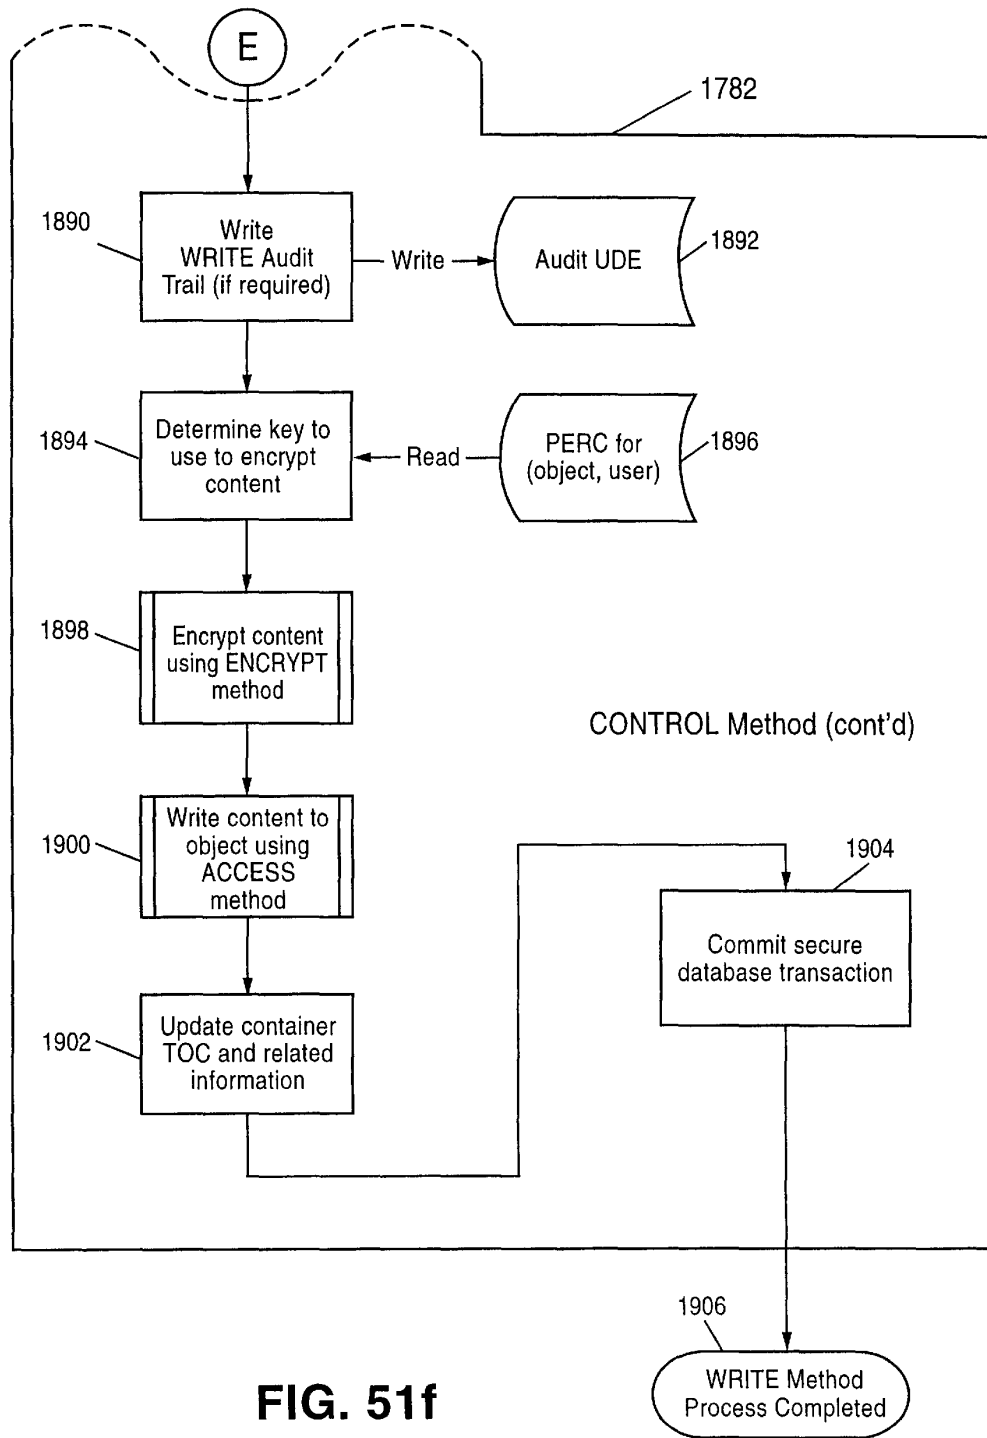 E
1782
1890
Write
WRITE Audit
Trail (if required)
Write
Audit UDE
1892
1894
Determine key to
use to encrypt
content
Read
PERC for
(object, user)
1896
1898
Encrypt content
using ENCRYPT
method
CONTROL Method (cont'd)
1900
Write content to
object using
ACCESS
method
1904
Commit secure
database transaction
1902
Update container
TOC and related
information
1906
WRITE Method
Process Completed
FIG. 51f